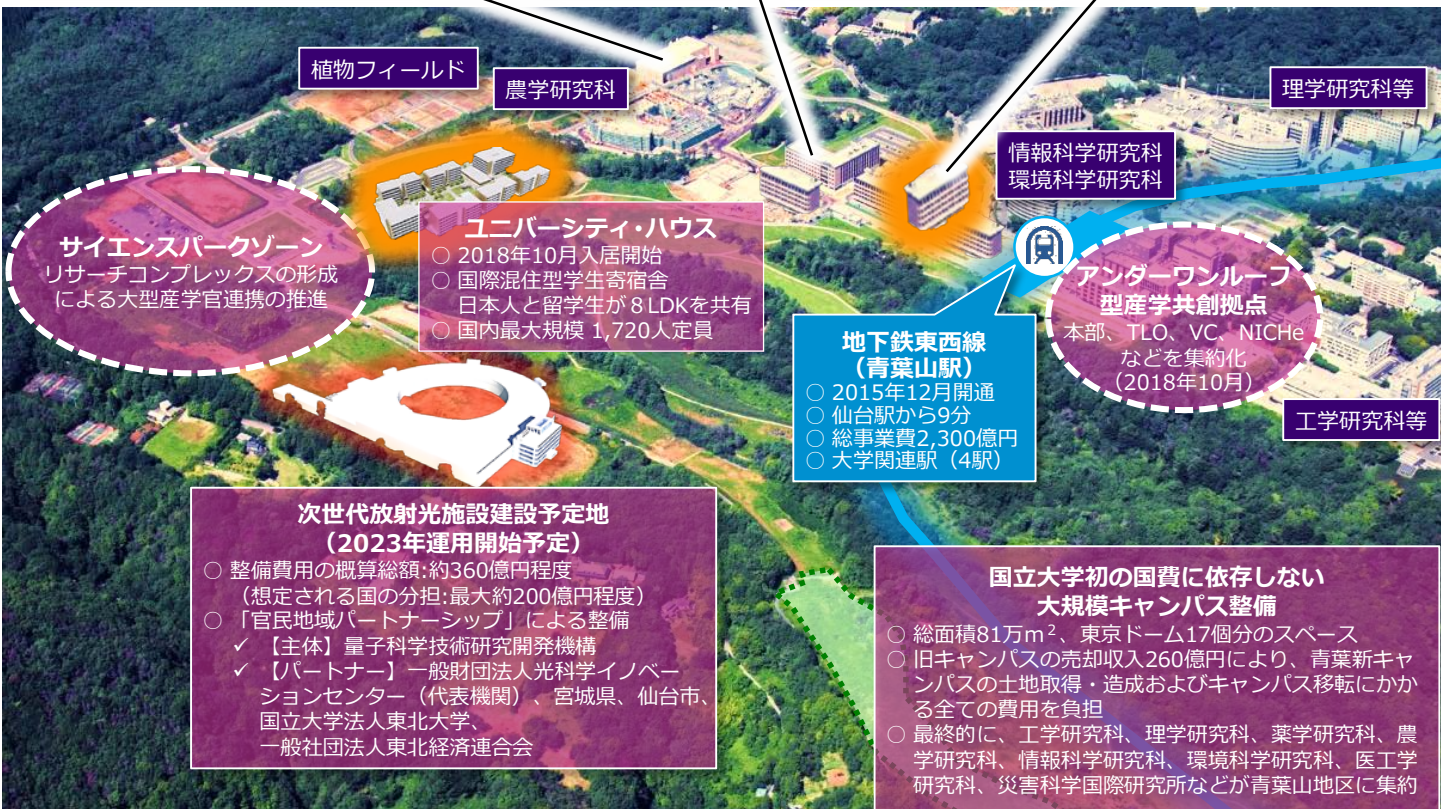 植物フィールド
農学研究科
理学研究科等
情報科学研究科
環境科学研究科
サイエンスパークゾーン
リサーチコンプレックスの形成
による大型産学官連携の推進
ユニバーシティ・ハウス
○ 2018年10月入居開始
○ 国際混住型学生寄宿舎
日本人と留学生が８LDKを共有
○ 国内最大規模 1,720人定員
アンダーワンルーフ
型産学共創拠点
本部、TLO、VC、NICHe
などを集約化
（2018年10月）
地下鉄東西線
（青葉山駅）
○ 2015年12月開通
○ 仙台駅から9分
○ 総事業費2,300億円
○ 大学関連駅（4駅）
工学研究科等
次世代放射光施設建設予定地
（2023年運用開始予定）
○ 整備費用の概算総額:約360億円程度
（想定される国の分担:最大約200億円程度）
○ 「官民地域パートナーシップ」による整備
✓ 【主体】量子科学技術研究開発機構
✓ 【パートナー】一般財団法人光科学イノベー
ションセンター（代表機関）、宮城県、仙台市、
国立大学法人東北大学、
一般社団法人東北経済連合会
国立大学初の国費に依存しない
大規模キャンパス整備
○ 総面積81万m²、東京ドーム17個分のスペース
○ 旧キャンパスの売却収入260億円により、青葉新キャ
ンパスの土地取得・造成およびキャンパス移転にかか
る全ての費用を負担
○ 最終的に、工学研究科、理学研究科、薬学研究科、農
学研究科、情報科学研究科、環境科学研究科、医工学
研究科、災害科学国際研究所などが青葉山地区に集約